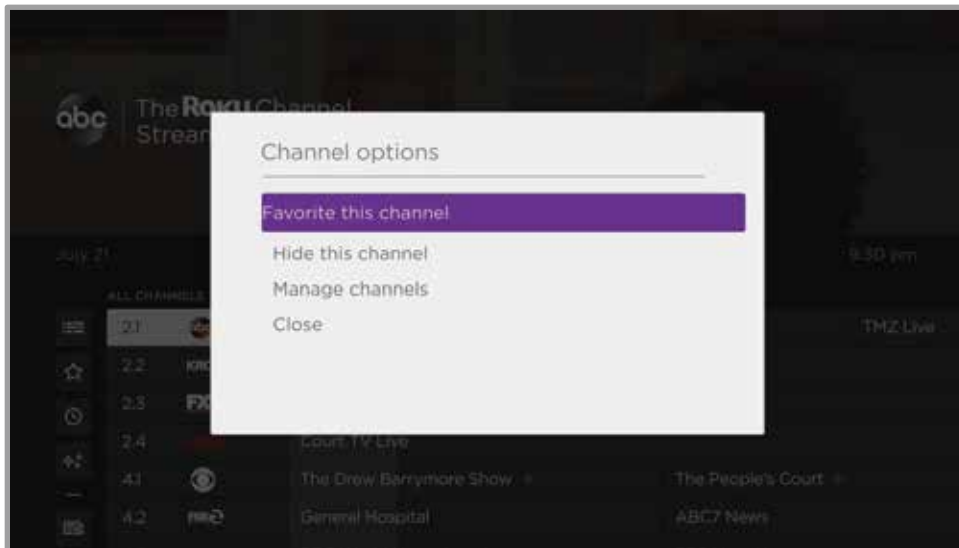 abc
The Roku Channel
Strea
Channel options
Favorite this channel
Hide this channel
Manage channels
Close
July 21
9:30 pm
ALL CHANNELS
2.1 abc TMZ Live
2.2
2.3 FX
2.4 Court TV Live
4.1 The Drew Barrymore Show The People's Court
4.2 General Hospital ABC7 News